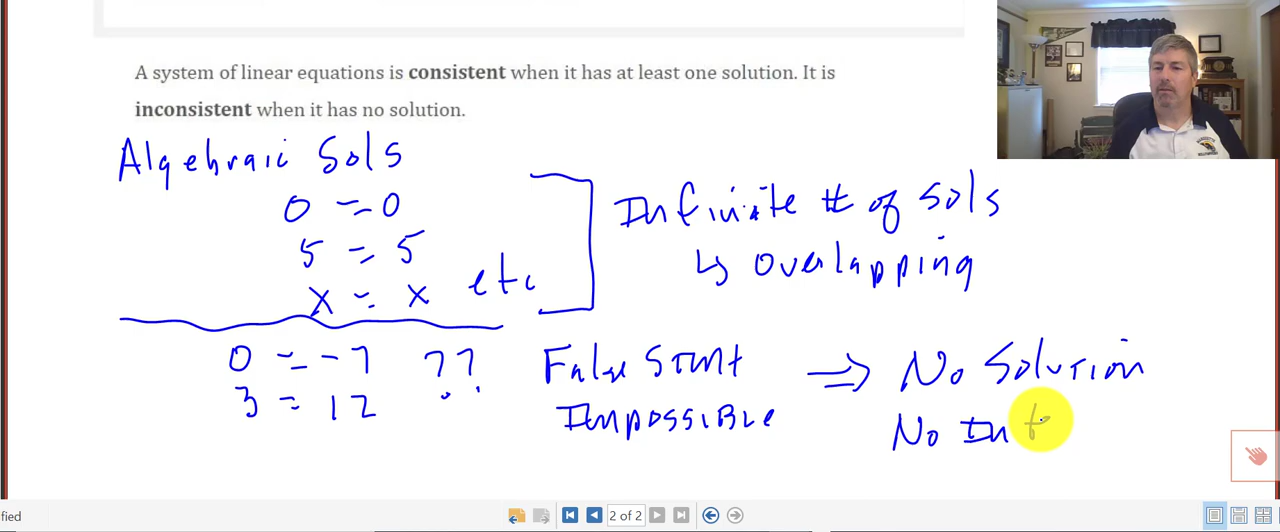 A system of linear equations is consistent when it has at least one solution. It is
inconsistent when it has no solution.
Algebraic Sols
0 = 0
5 = 5
x = x etc
Infinite # of sols
↳ overlapping
0 = -7 ??
3 = 12
False Stmt
Impossible
⇒ No Solution
No Int
fied
2 of 2